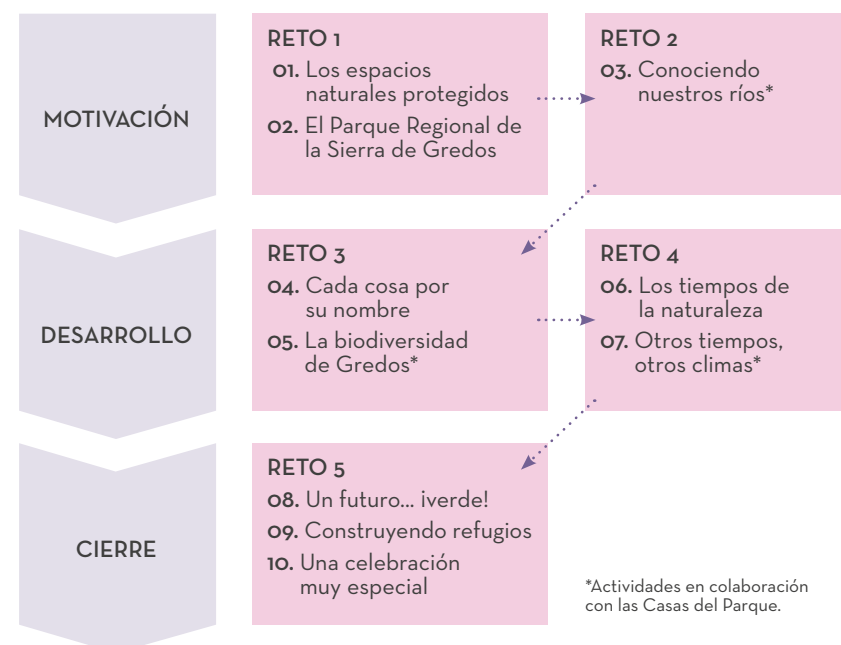 MOTIVACIÓN
RETO 1
01. Los espacios
naturales protegidos
02. El Parque Regional de
la Sierra de Gredos
RETO 2
03. Conociendo
nuestros ríos*
DESARROLLO
RETO 3
04. Cada cosa por
su nombre
05. La biodiversidad
de Gredos*
RETO 4
06. Los tiempos de
la naturaleza
07. Otros tiempos,
otros climas*
CIERRE
RETO 5
08. Un futuro... ¡verde!
09. Construyendo refugios
10. Una celebración
muy especial
*Actividades en colaboración
con las Casas del Parque.